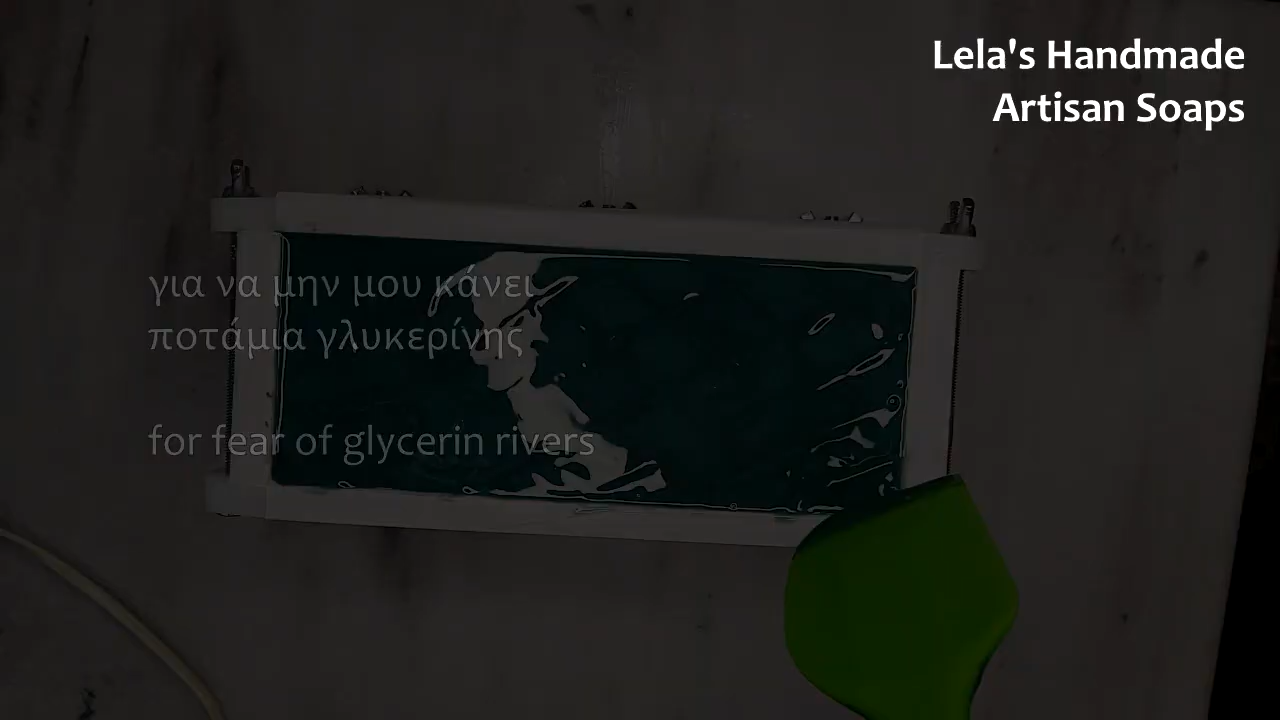 Lela's Handmade
Artisan Soaps
για να μην μου κάνει
ποτάμια γλυκερίνης
for fear of glycerin rivers